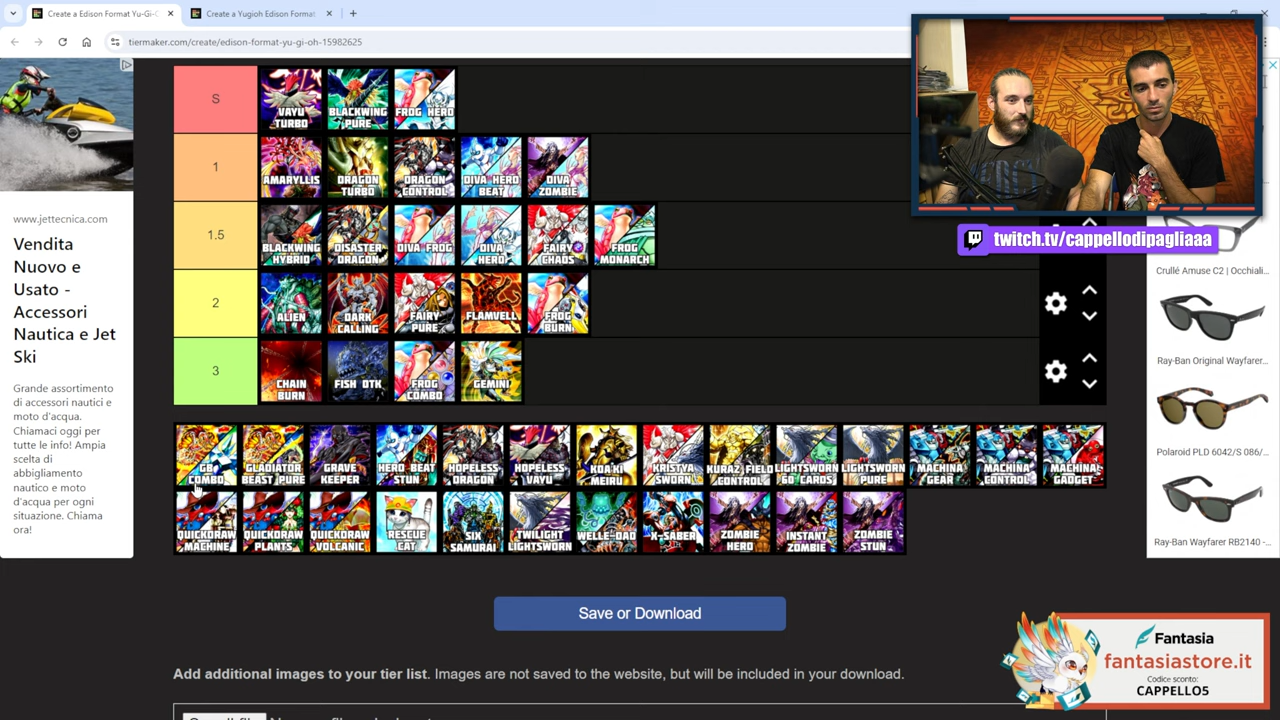 Create a Edison Format Yu-Gi-O
Create a Yugioh Edison Format
tiermaker.com/create/edison-format-yu-gi-oh-15982625
S
VAYU TURBO
BLACKWING PURE
FROG HERO
1
AMARYLLIS
DRAGON TURBO
DRAGON CONTROL
DIVA HERO BEAT
DIVA ZOMBIE
1.5
BLACKWING HYBRID
DISASTER DRAGON
DIVA FROG
DIVA HERO
FAIRY CHAOS
FROG MONARCH
2
ALIEN
DARK CALLING
FAIRY PURE
FLAMVELL
FROG BURN
3
CHAIN BURN
FISH OTK
FROG COMBO
GEMINI
GB COMBO
GLADIATOR BEAST PURE
GRAVE KEEPER
HERO BEAT STUN
HOPELESS DRAGON
HOPELESS VAYU
KOA'KI MEIRU
KRISTYA SWORN
KURAZ FIELD CONTROL
LIGHTSWORN 60 CARDS
LIGHTSWORN PURE
MACHINA GEAR
MACHINA CONTROL
MACHINA GADGET
QUICKDRAW MACHINE
QUICKDRAW PLANTS
QUICKDRAW VOLCANIC
RESCUE CAT
SIX SAMURAI
TWILIGHT LIGHTSWORN
WELLE-DAD
X-SABER
ZOMBIE HERO
INSTANT ZOMBIE
ZOMBIE STUN
Save or Download
Add additional images to your tier list. Images are not saved to the website, but will be included in your download.
www.jettecnica.com
Vendita
Nuovo e
Usato -
Accessori
Nautica e Jet
Ski
Grande assortimento
di accessori nautici e
moto d'acqua.
Chiamaci oggi per
tutte le info! Ampia
scelta di
abbigliamento
nautico e moto
d'acqua per ogni
situazione. Chiama
ora!
twitch.tv/cappellodipagliaaa
Crullé Amuse C2 | Occhiali...
Ray-Ban Original Wayfarer...
Polaroid PLD 6042/S 086/...
Ray-Ban Wayfarer RB2140 -...
Fantasia
fantasiastore.it
Codice sconto:
CAPPELLO5